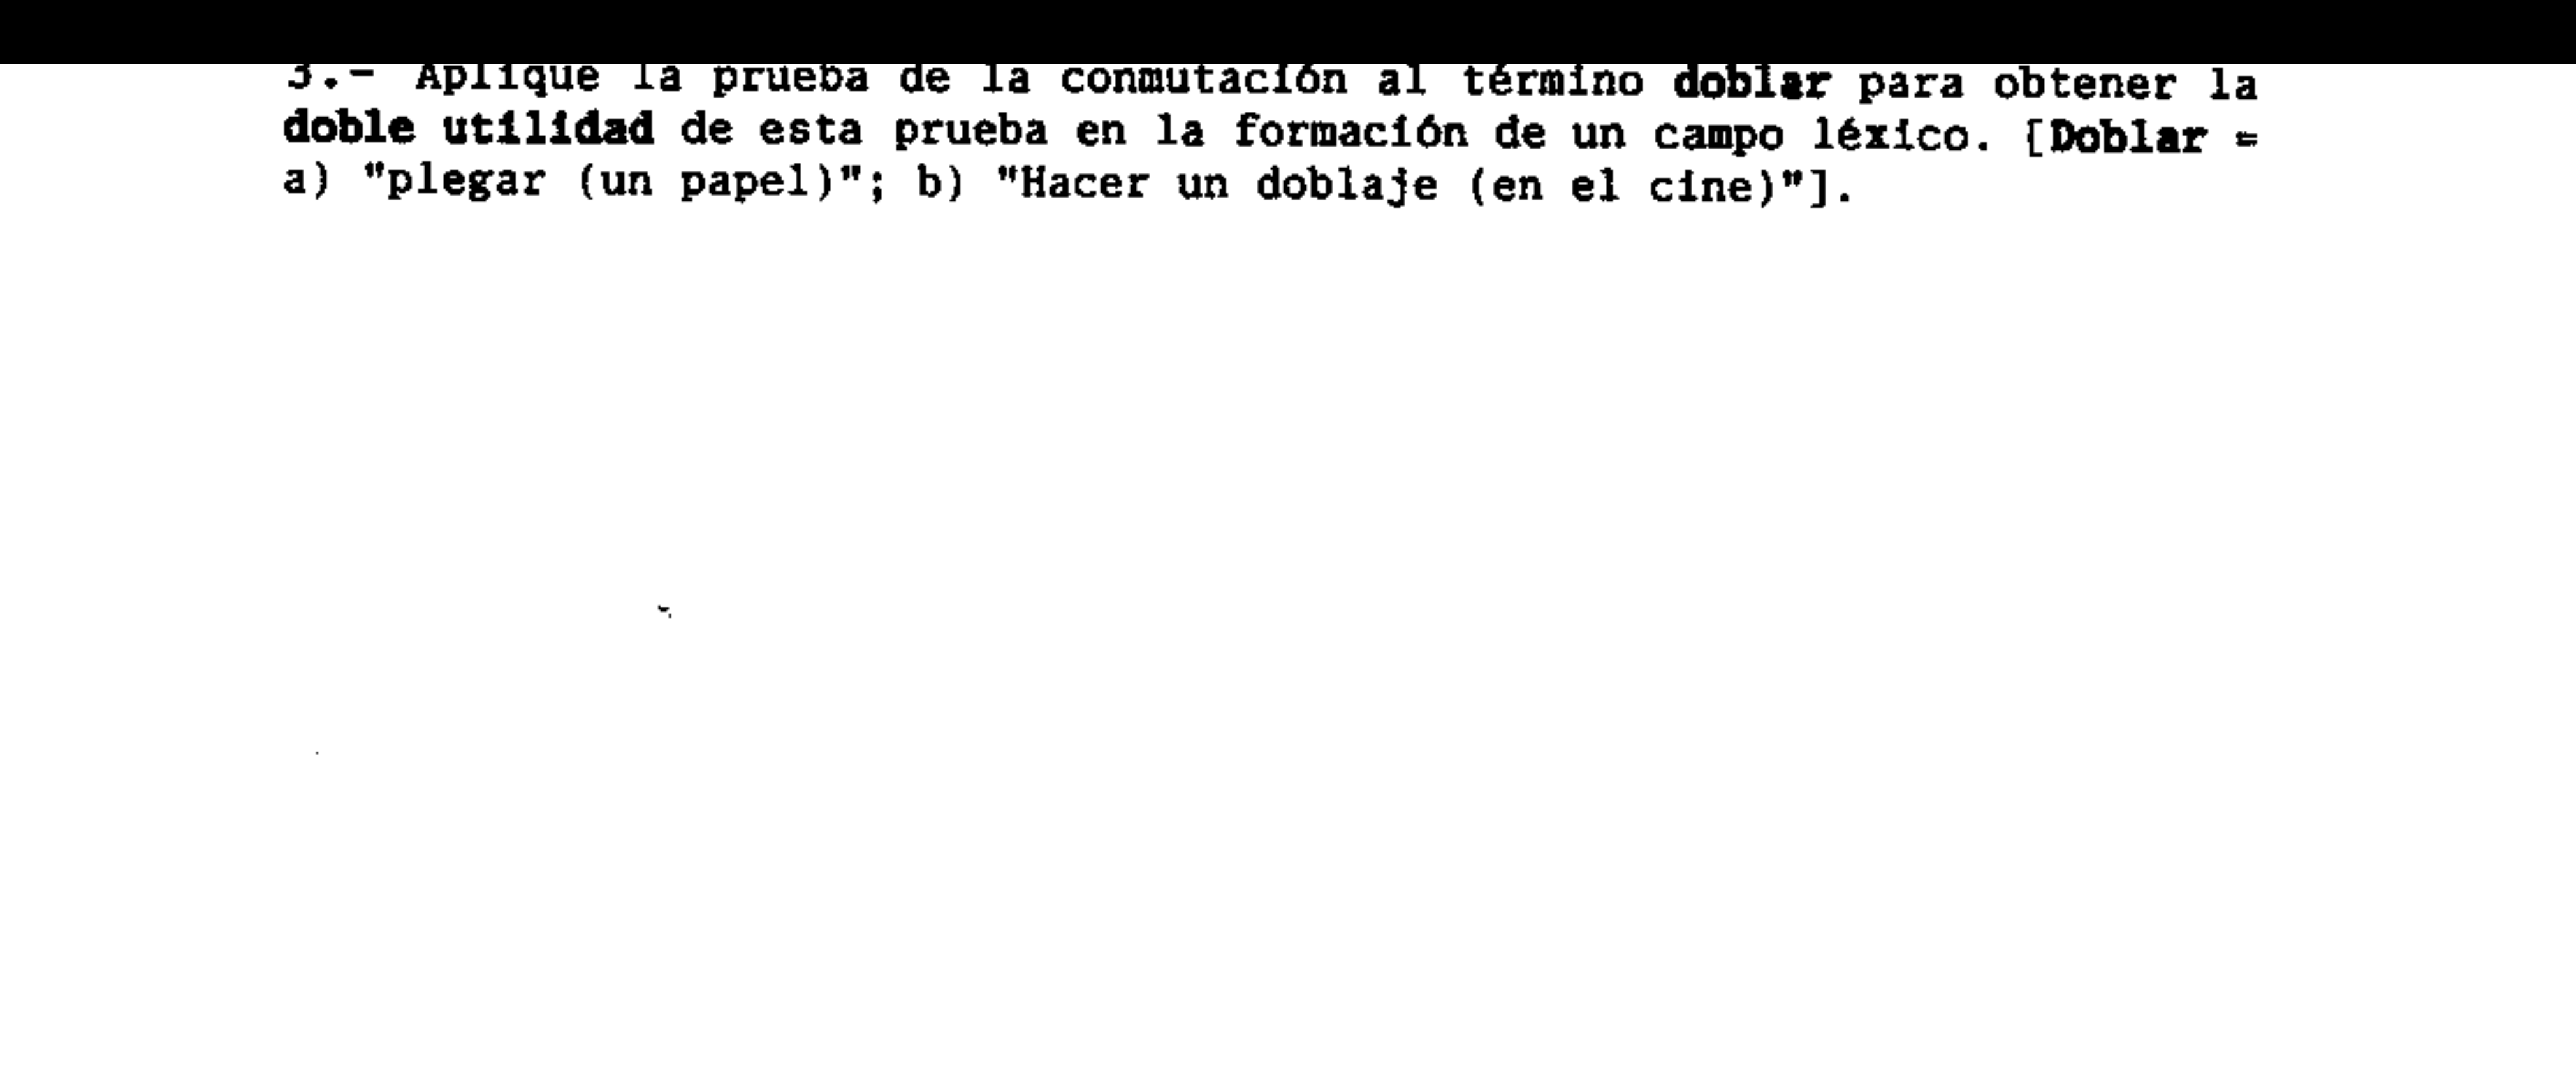 3.- Aplique la prueba de la conmutación al término doblar para obtener la
doble utilidad de esta prueba en la formación de un campo léxico. [Doblar =
a) "plegar (un papel)"; b) "Hacer un doblaje (en el cine)"].